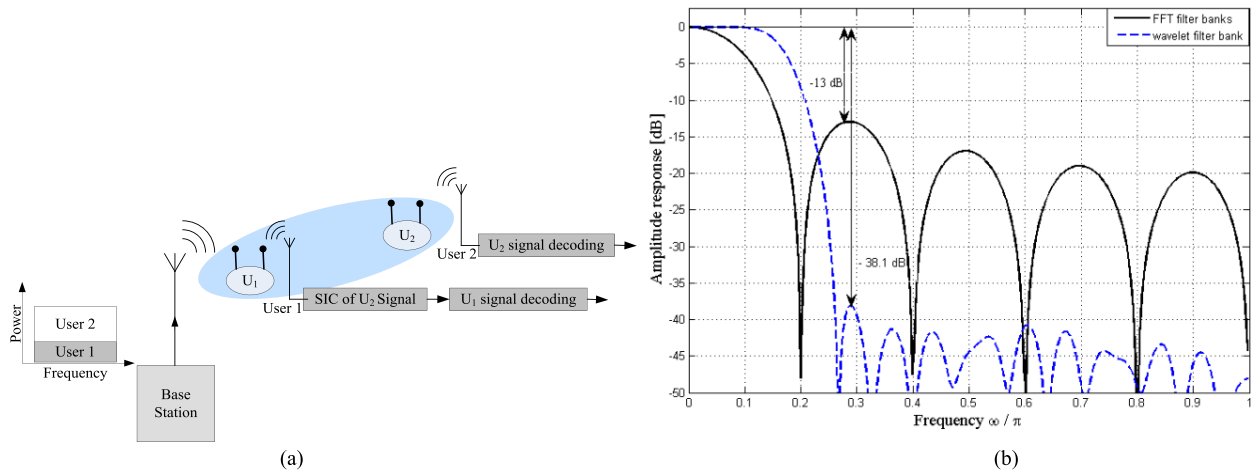 U₂
User 2
U₂ signal decoding
U₁
User 1
SIC of U₂ Signal
U₁ signal decoding
Power
User 2
User 1
Frequency
Base
Station
(a)
FFT filter banks
wavelet filter bank
-13 dB
- 38.1 dB
Amplitude response [dB]
0
-5
-10
-15
-20
-25
-30
-35
-40
-45
-50
0 0.1 0.2 0.3 0.4 0.5 0.6 0.7 0.8 0.9 1
Frequency ω / π
(b)